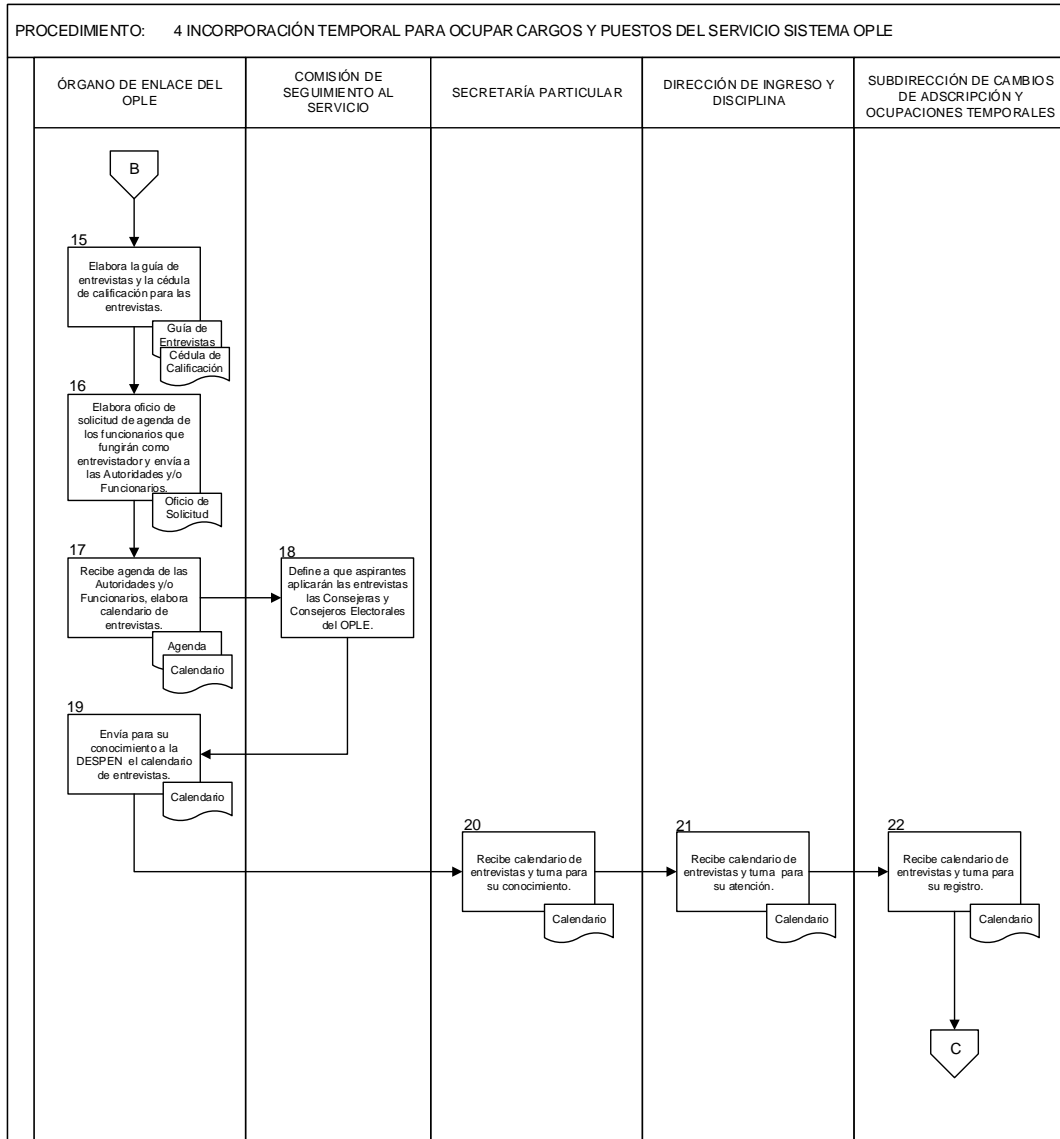 PROCEDIMIENTO: 4 INCORPORACIÓN TEMPORAL PARA OCUPAR CARGOS Y PUESTOS DEL SERVICIO SISTEMA OPLE
ÓRGANO DE ENLACE DEL
OPLE
COMISIÓN DE
SEGUIMIENTO AL
SERVICIO
SECRETARÍA PARTICULAR
DIRECCIÓN DE INGRESO Y
DISCIPLINA
SUBDIRECCIÓN DE CAMBIOS
DE ADSCRIPCIÓN Y
OCUPACIONES TEMPORALES
B
15
Elabora la guía de
entrevistas y la cédula
de calificación para las
entrevistas.
Guía de
Entrevistas
Cédula de
Calificación
16
Elabora oficio de
solicitud de agenda de
los funcionarios que
fungirán como
entrevistador y envía a
las Autoridades y/o
Funcionarios.
Oficio de
Solicitud
17
Recibe agenda de las
Autoridades y/o
Funcionarios, elabora
calendario de
entrevistas.
Agenda
Calendario
18
Define a que aspirantes
aplicarán las entrevistas
las Consejeras y
Consejeros Electorales
del OPLE.
19
Envía para su
conocimiento a la
DESPEN el calendario
de entrevistas.
Calendario
20
Recibe calendario de
entrevistas y turna para
su conocimiento.
Calendario
21
Recibe calendario de
entrevistas y turna para
su atención.
Calendario
22
Recibe calendario de
entrevistas y turna para
su registro.
Calendario
C